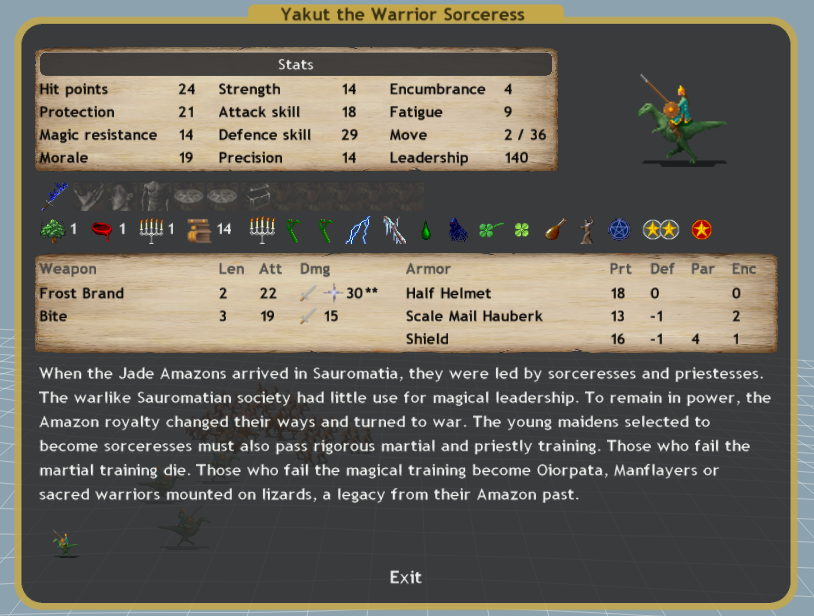 Yakut the Warrior Sorceress
Stats
Hit points 24 Strength 14 Encumbrance 4
Protection 21 Attack skill 18 Fatigue 9
Magic resistance 14 Defence skill 29 Move 2 / 36
Morale 19 Precision 14 Leadership 140
1 1 1 14
Weapon Len Att Dmg Armor Prt Def Par Enc
Frost Brand 2 22 30** Half Helmet 18 0 0
Bite 3 19 15 Scale Mail Hauberk 13 -1 2
Shield 16 -1 4 1
When the Jade Amazons arrived in Sauromatia, they were led by sorceresses and priestesses.
The warlike Sauromatian society had little use for magical leadership. To remain in power, the
Amazon royalty changed their ways and turned to war. The young maidens selected to
become sorceresses must also pass rigorous martial and priestly training. Those who fail the
martial training die. Those who fail the magical training become Oiorpata, Manflayers or
sacred warriors mounted on lizards, a legacy from their Amazon past.
Exit